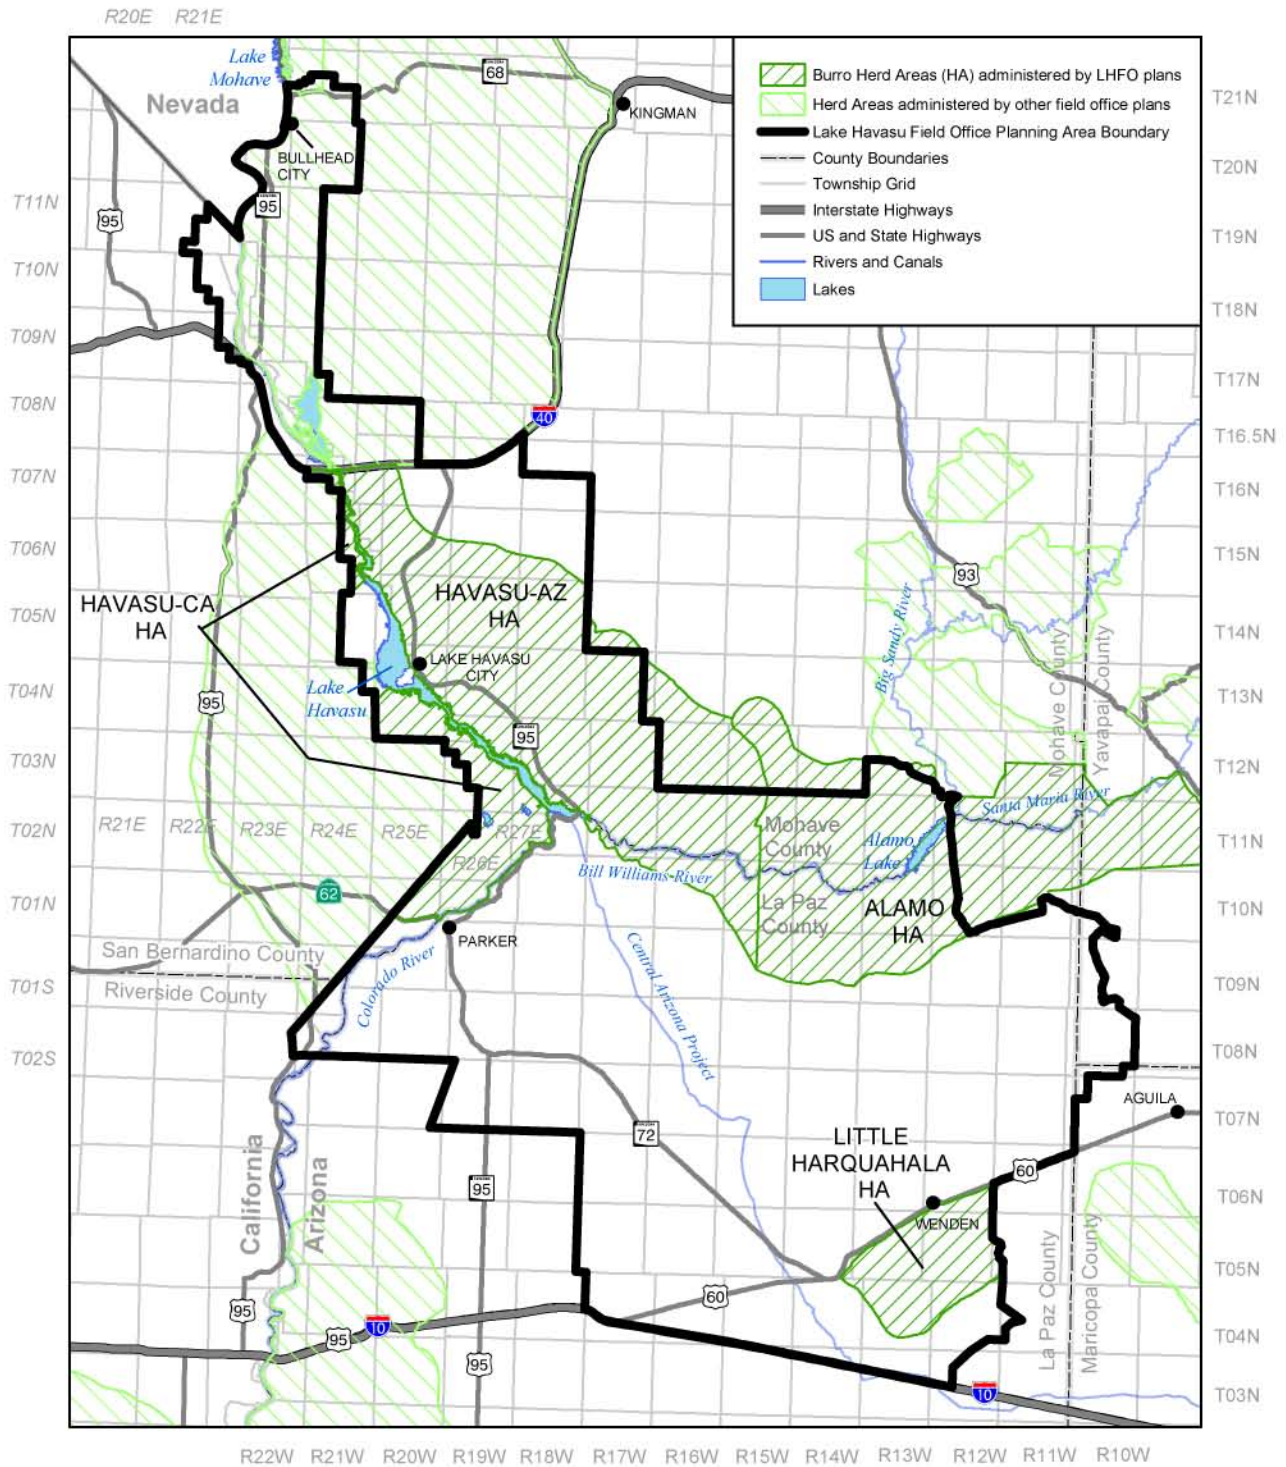 R20E R21E
Lake
Mohave
Nevada
68
KINGMAN
BULLHEAD
CITY
95
95
Burro Herd Areas (HA) administered by LHFO plans
Herd Areas administered by other field office plans
Lake Havasu Field Office Planning Area Boundary
County Boundaries
Township Grid
Interstate Highways
US and State Highways
Rivers and Canals
Lakes
T21N
T20N
T19N
T18N
T17N
T16.5N
T16N
T15N
T14N
T13N
T12N
T11N
T10N
T09N
T08N
T07N
T06N
T05N
T04N
T03N
T11N
T10N
T09N
T08N
T07N
T06N
T05N
T04N
T03N
T02N
T01N
T01S
T02S
40
HAVASU-CA
HA
HAVASU-AZ
HA
LAKE HAVASU
CITY
Lake
Havasu
95
95
93
Big Sandy River
Mohave County
Yavapai County
Santa Maria River
R21E R22E R23E R24E R25E R27E
R26E
Mohave
County
Alamo
Lake
Bill Williams River
62
La Paz
County
ALAMO
HA
PARKER
San Bernardino County
Riverside County
Colorado River
Central Arizona Project
AGUILA
72
LITTLE
HARQUAHALA
HA
60
WENDEN
95
California
Arizona
La Paz County
Maricopa County
95
60
10
95
95
10
R22W R21W R20W R19W R18W R17W R16W R15W R14W R13W R12W R11W R10W